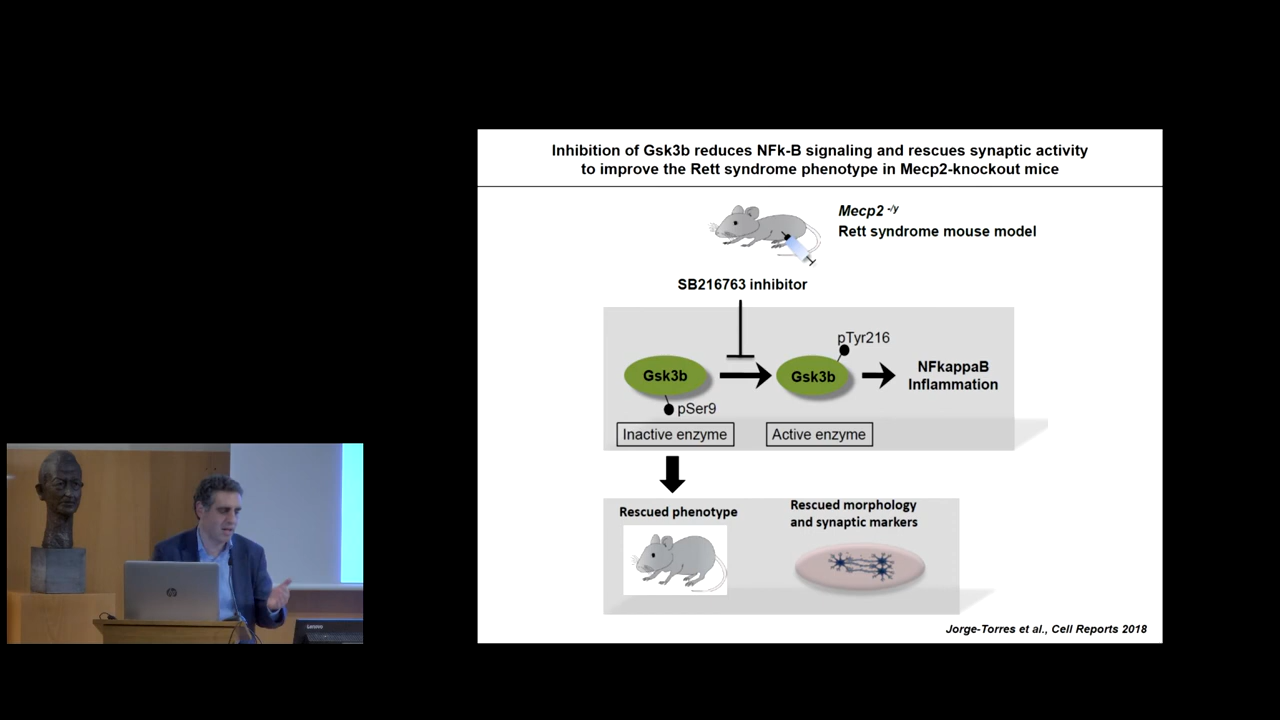 Inhibition of Gsk3b reduces NFk-B signaling and rescues synaptic activity
to improve the Rett syndrome phenotype in Mecp2-knockout mice
Mecp2 -/y
Rett syndrome mouse model
SB216763 inhibitor
pTyr216
Gsk3b
Gsk3b
NFkappaB
Inflammation
pSer9
Inactive enzyme
Active enzyme
Rescued phenotype
Rescued morphology
and synaptic markers
Jorge-Torres et al., Cell Reports 2018
hp
Lenovo